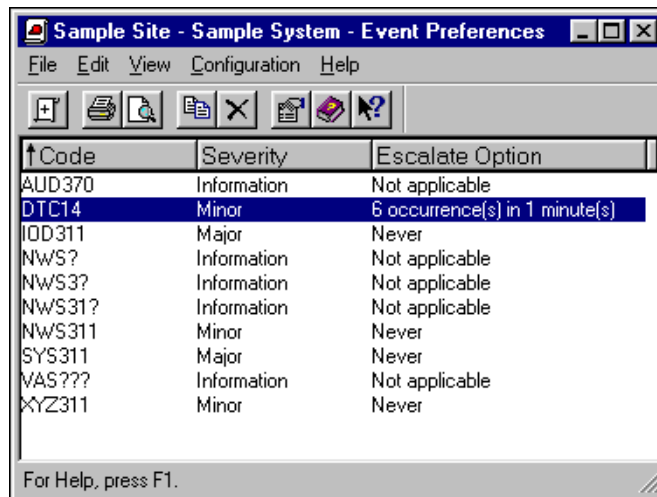 Sample Site - Sample System - Event Preferences
File Edit View Configuration Help
Code Severity Escalate Option
AUD370 Information Not applicable
DTC14 Minor 6 occurrence(s) in 1 minute(s)
IOD311 Major Never
NWS? Information Not applicable
NWS3? Information Not applicable
NWS31? Information Not applicable
NWS311 Minor Never
SYS311 Major Never
VAS??? Information Not applicable
XYZ311 Minor Never
For Help, press F1.